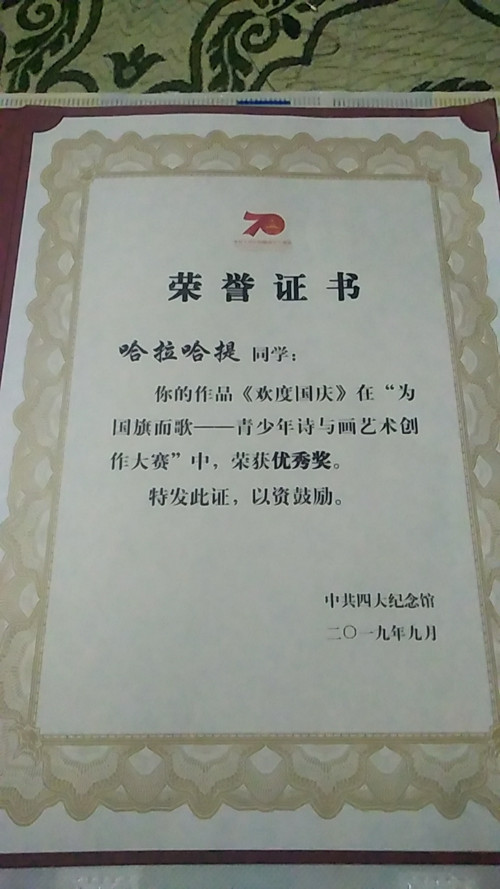 70
荣誉证书
哈拉哈提 同学：
你的作品《欢度国庆》在“为
国旗而歌——青少年诗与画艺术创
作大赛”中，荣获优秀奖。
特发此证，以资鼓励。
中共四大纪念馆
二〇一九年九月